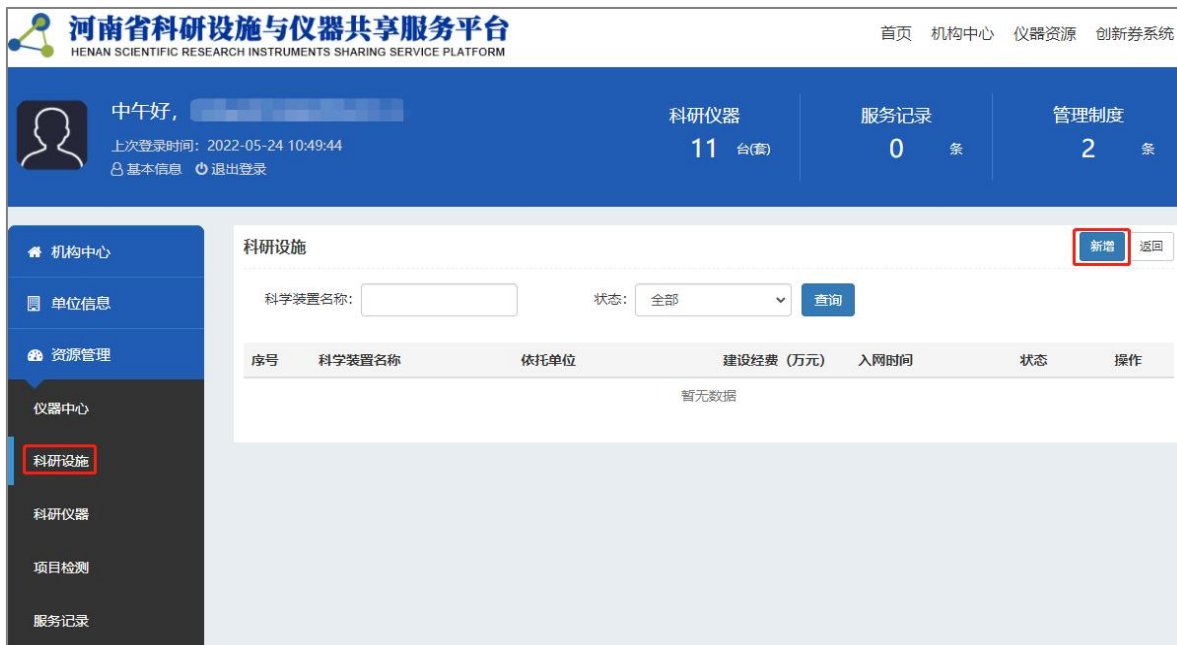 河南省科研设施与仪器共享服务平台
HENAN SCIENTIFIC RESEARCH INSTRUMENTS SHARING SERVICE PLATFORM
首页 机构中心 仪器资源 创新券系统
中午好,
上次登录时间：2022-05-24 10:49:44
基本信息 退出登录
科研仪器
11 台(套)
服务记录
0 条
管理制度
2 条
机构中心
单位信息
资源管理
仪器中心
科研设施
科研仪器
项目检测
服务记录
科研设施
新增 返回
科学装置名称： 状态： 全部 查询
序号 科学装置名称 依托单位 建设经费（万元） 入网时间 状态 操作
暂无数据